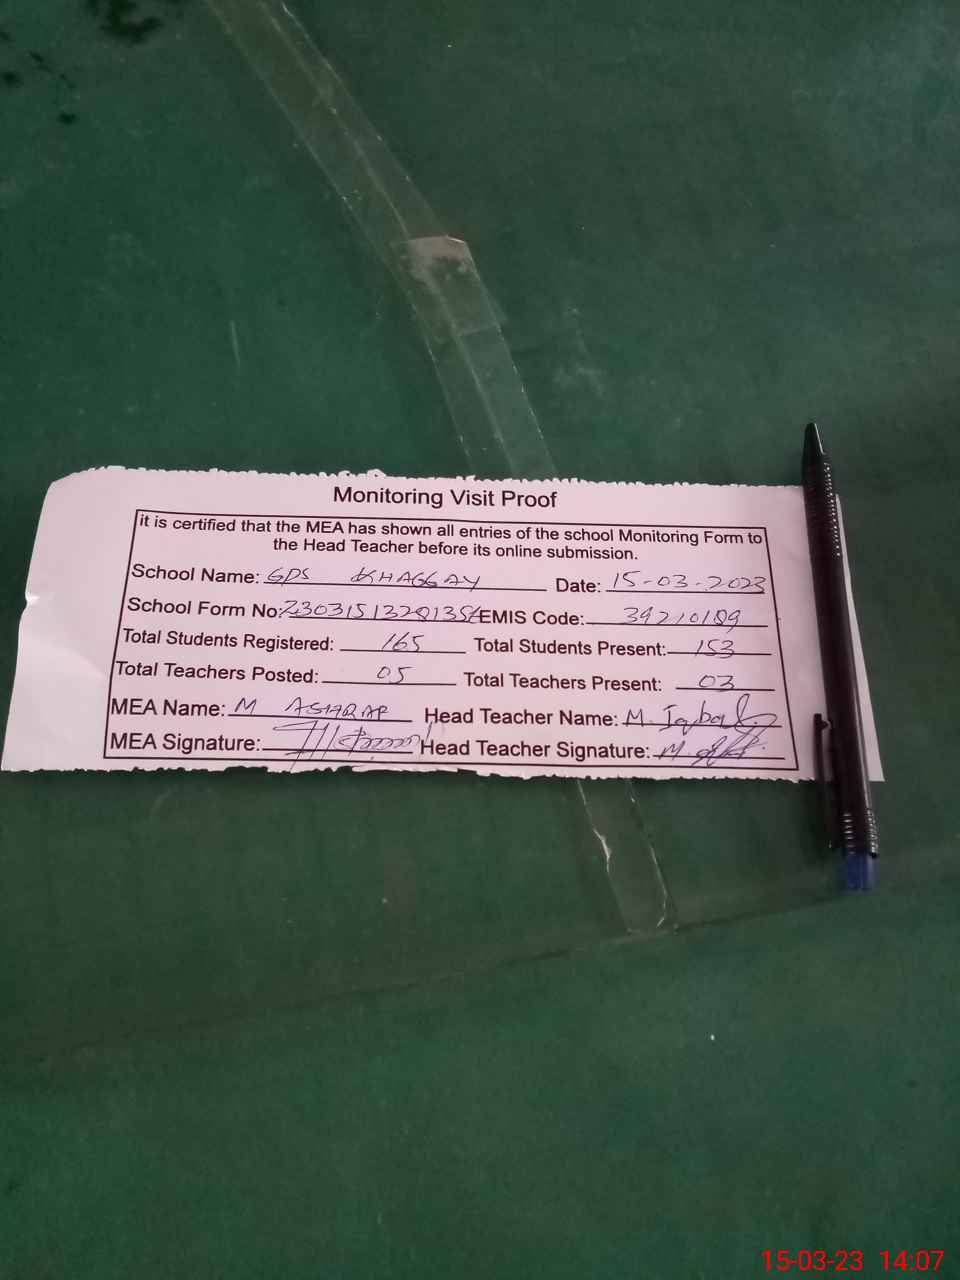 Monitoring Visit Proof
it is certified that the MEA has shown all entries of the school Monitoring Form to
the Head Teacher before its online submission.
School Name: GPS KHAGGAY Date: 15-03-2023
School Form No: EMIS Code: 39210189
Total Students Registered: 165 Total Students Present: 153
Total Teachers Posted: 05 Total Teachers Present: 03
MEA Name: M ASHRAF Head Teacher Name: M. Iqbal
MEA Signature: Head Teacher Signature: M.
15-03-23 14:07